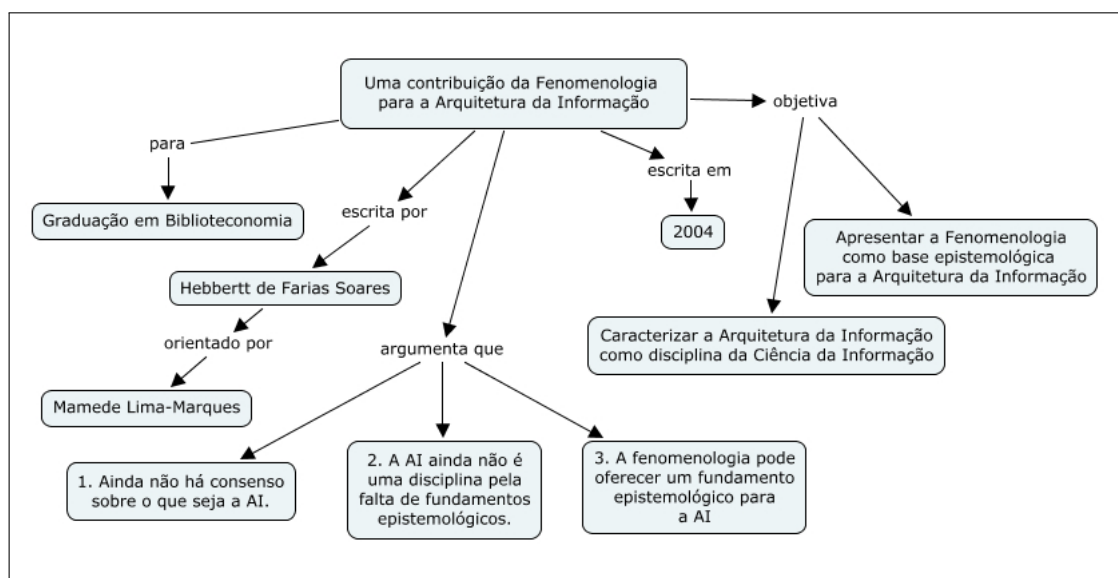 Uma contribuição da Fenomenologia
para a Arquitetura da Informação
objetiva
para
escrita em
Graduação em Biblioteconomia
escrita por
2004
Apresentar a Fenomenologia
como base epistemológica
para a Arquitetura da Informação
Hebbertt de Farias Soares
Caracterizar a Arquitetura da Informação
como disciplina da Ciência da Informação
orientado por
argumenta que
Mamede Lima-Marques
1. Ainda não há consenso
sobre o que seja a AI.
2. A AI ainda não é
uma disciplina pela
falta de fundamentos
epistemológicos.
3. A fenomenologia pode
oferecer um fundamento
epistemológico para
a AI